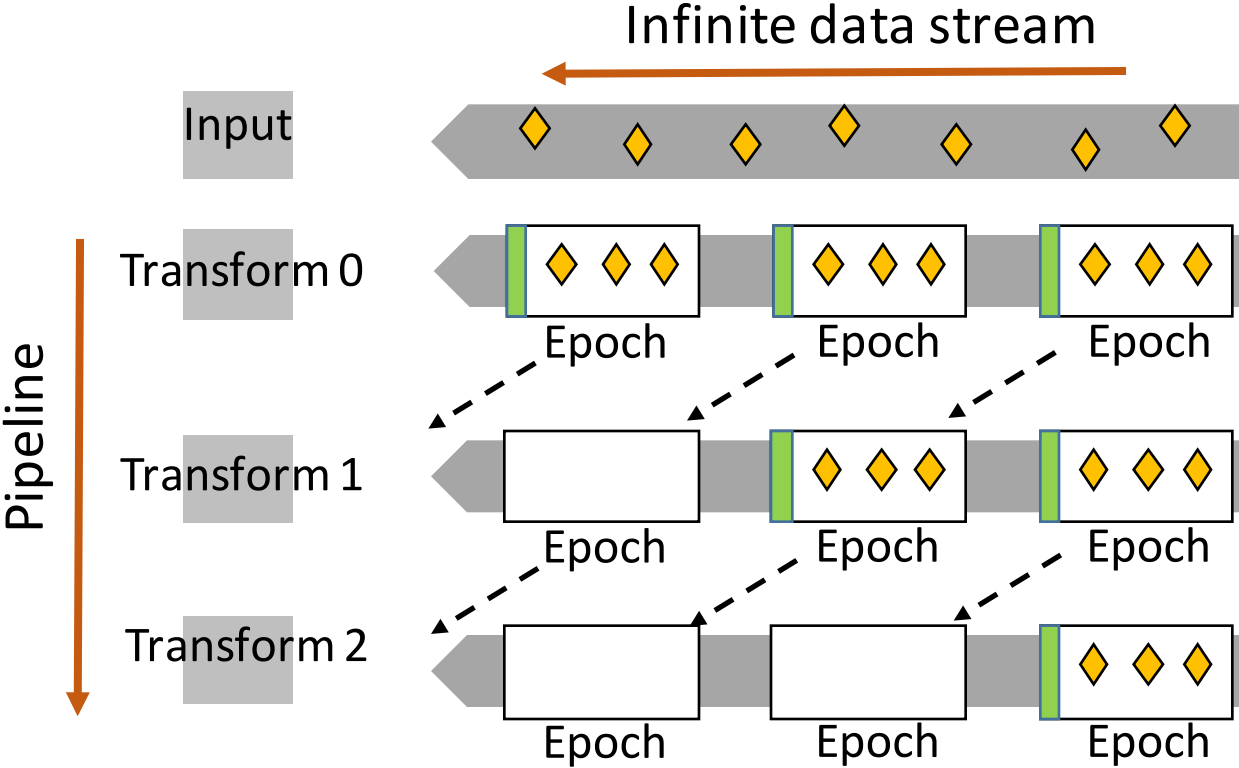 Infinite data stream
Input
Transform 0
Epoch Epoch Epoch
Pipeline
Transform 1
Epoch Epoch Epoch
Transform 2
Epoch Epoch Epoch